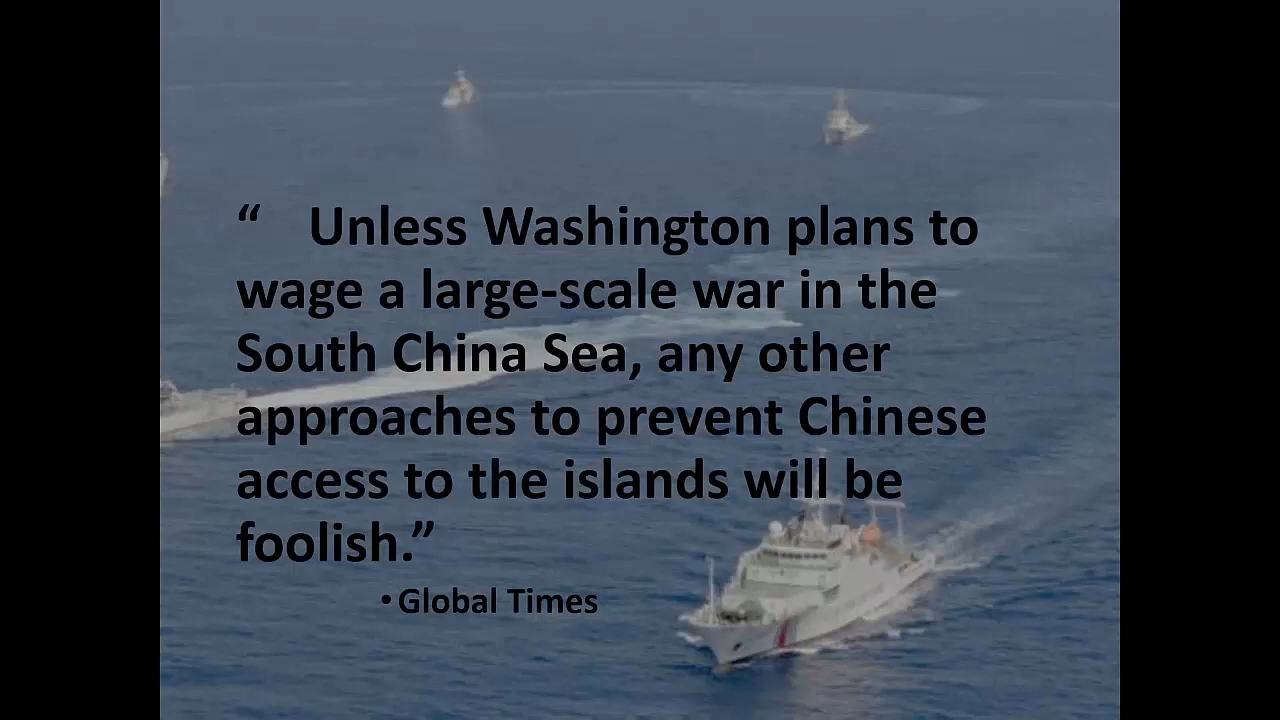 “ Unless Washington plans to
wage a large-scale war in the
South China Sea, any other
approaches to prevent Chinese
access to the islands will be
foolish.”
• Global Times